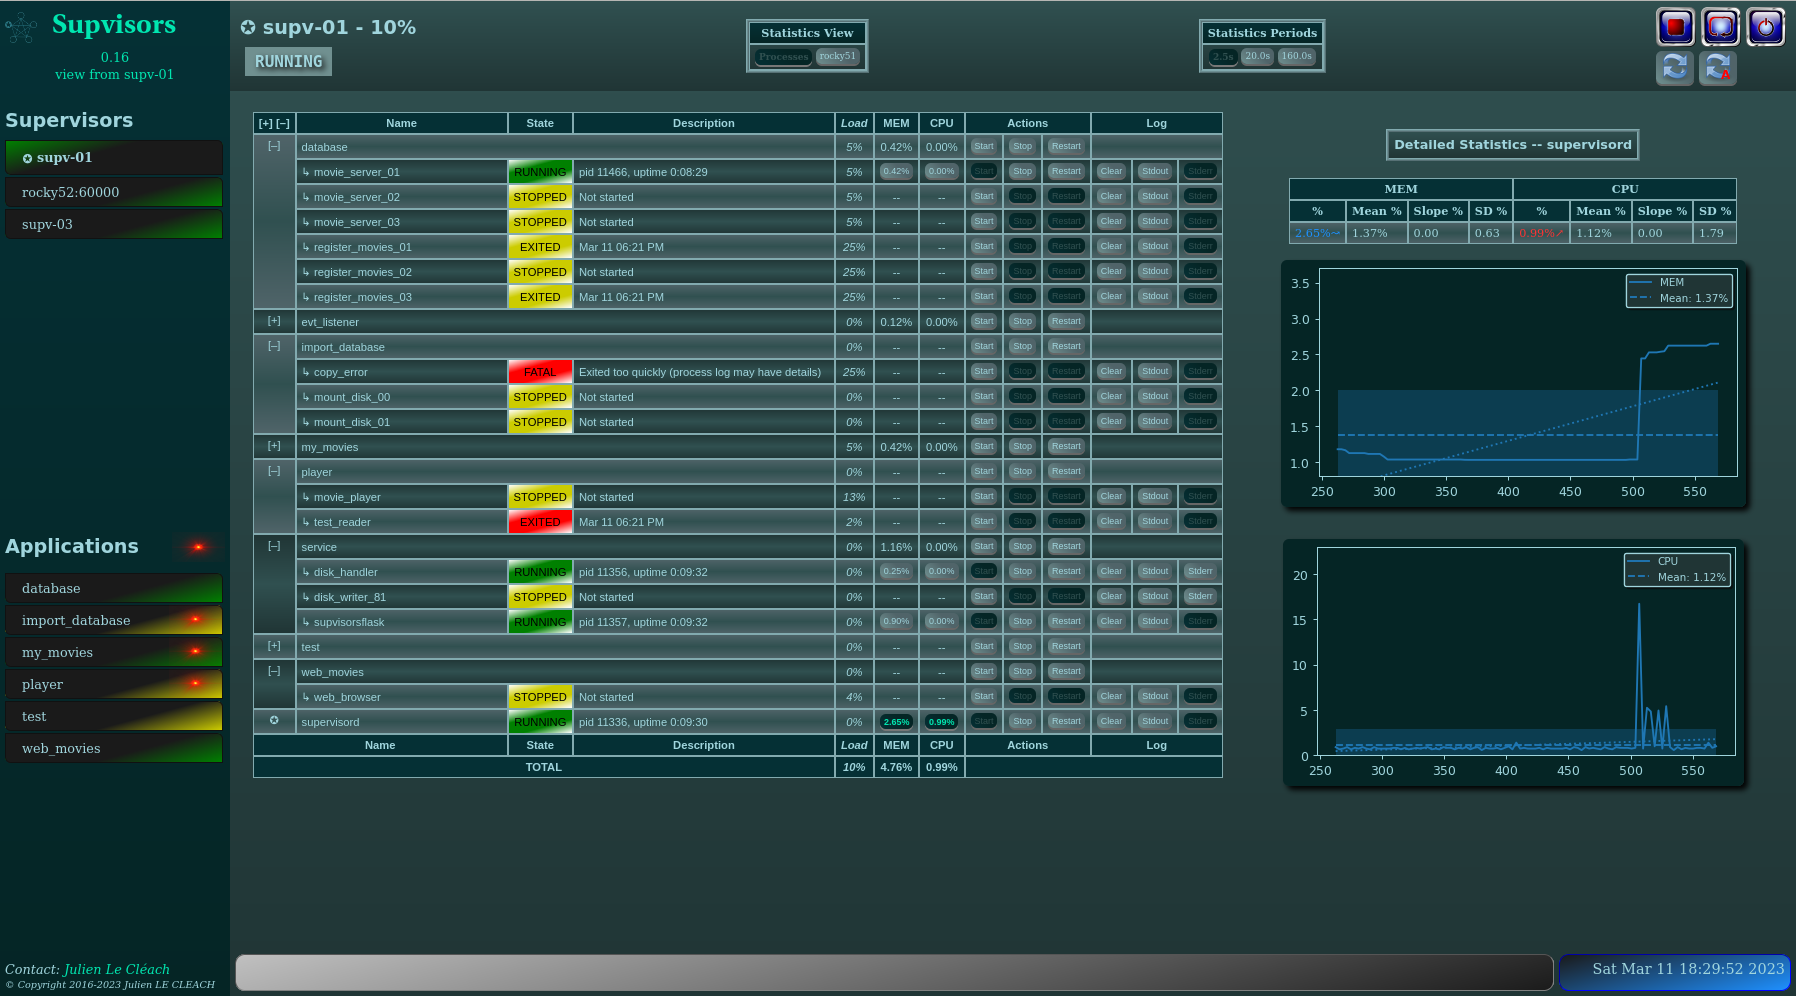 Supvisors
0.16
view from supv-01
Supervisors
✪ supv-01
rocky52:60000
supv-03
Applications
database
import_database
my_movies
player
test
web_movies
Contact: Julien Le Cléach
© Copyright 2016-2023 Julien LE CLEACH
✪ supv-01 - 10%
RUNNING
Statistics View
Processes rocky51
Statistics Periods
2.5s 20.0s 160.0s
A
[+] [–] Name State Description Load MEM CPU Actions Log
[–] database 5% 0.42% 0.00% Start Stop Restart
↳ movie_server_01 RUNNING pid 11466, uptime 0:08:29 5% 0.42% 0.00% Start Stop Restart Clear Stdout Stderr
↳ movie_server_02 STOPPED Not started 5% -- -- Start Stop Restart Clear Stdout Stderr
↳ movie_server_03 STOPPED Not started 5% -- -- Start Stop Restart Clear Stdout Stderr
↳ register_movies_01 EXITED Mar 11 06:21 PM 25% -- -- Start Stop Restart Clear Stdout Stderr
↳ register_movies_02 STOPPED Not started 25% -- -- Start Stop Restart Clear Stdout Stderr
↳ register_movies_03 EXITED Mar 11 06:21 PM 25% -- -- Start Stop Restart Clear Stdout Stderr
[+] evt_listener 0% 0.12% 0.00% Start Stop Restart
[–] import_database 0% -- -- Start Stop Restart
↳ copy_error FATAL Exited too quickly (process log may have details) 25% -- -- Start Stop Restart Clear Stdout Stderr
↳ mount_disk_00 STOPPED Not started 0% -- -- Start Stop Restart Clear Stdout Stderr
↳ mount_disk_01 STOPPED Not started 0% -- -- Start Stop Restart Clear Stdout Stderr
[+] my_movies 5% 0.42% 0.00% Start Stop Restart
[–] player 0% -- -- Start Stop Restart
↳ movie_player STOPPED Not started 13% -- -- Start Stop Restart Clear Stdout Stderr
↳ test_reader EXITED Mar 11 06:21 PM 2% -- -- Start Stop Restart Clear Stdout Stderr
[–] service 0% 1.16% 0.00% Start Stop Restart
↳ disk_handler RUNNING pid 11356, uptime 0:09:32 0% 0.25% 0.00% Start Stop Restart Clear Stdout Stderr
↳ disk_writer_81 STOPPED Not started 0% -- -- Start Stop Restart Clear Stdout Stderr
↳ supvisorsflask RUNNING pid 11357, uptime 0:09:32 0% 0.90% 0.00% Start Stop Restart Clear Stdout Stderr
[+] test 0% -- -- Start Stop Restart
[–] web_movies 0% -- -- Start Stop Restart
↳ web_browser STOPPED Not started 4% -- -- Start Stop Restart Clear Stdout Stderr
✪ supervisord RUNNING pid 11336, uptime 0:09:30 0% 2.65% 0.99% Start Stop Restart Clear Stdout Stderr
Name State Description Load MEM CPU Actions Log
TOTAL 10% 4.76% 0.99%
Detailed Statistics -- supervisord
MEM CPU
% Mean % Slope % SD % % Mean % Slope % SD %
2.65%~ 1.37% 0.00 0.63 0.99%↗ 1.12% 0.00 1.79
MEM
Mean: 1.37%
3.5
3.0
2.5
2.0
1.5
1.0
250 300 350 400 450 500 550
CPU
Mean: 1.12%
20
15
10
5
0
250 300 350 400 450 500 550
Sat Mar 11 18:29:52 2023